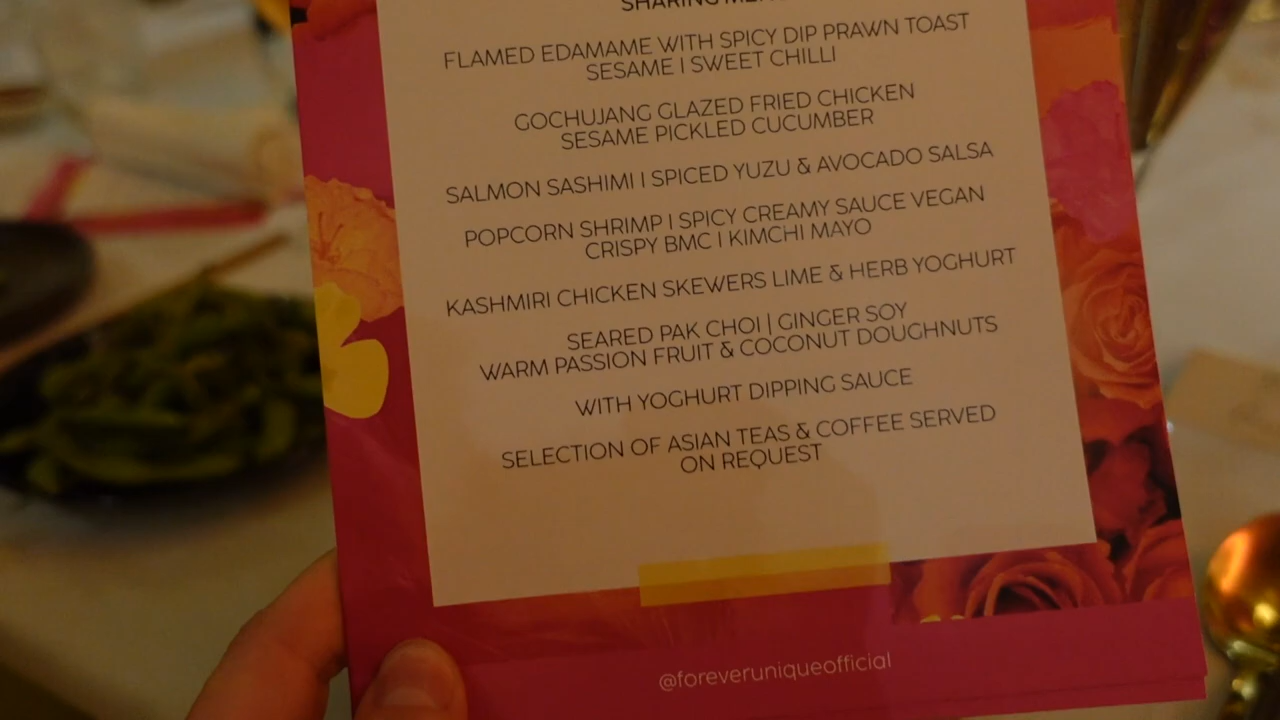 SHARING MENU
FLAMED EDAMAME WITH SPICY DIP PRAWN TOAST
SESAME | SWEET CHILLI
GOCHUJANG GLAZED FRIED CHICKEN
SESAME PICKLED CUCUMBER
SALMON SASHIMI | SPICED YUZU & AVOCADO SALSA
POPCORN SHRIMP | SPICY CREAMY SAUCE VEGAN
CRISPY BMC | KIMCHI MAYO
KASHMIRI CHICKEN SKEWERS LIME & HERB YOGHURT
SEARED PAK CHOI | GINGER SOY
WARM PASSION FRUIT & COCONUT DOUGHNUTS
WITH YOGHURT DIPPING SAUCE
SELECTION OF ASIAN TEAS & COFFEE SERVED
ON REQUEST
@foreveruniqueofficial